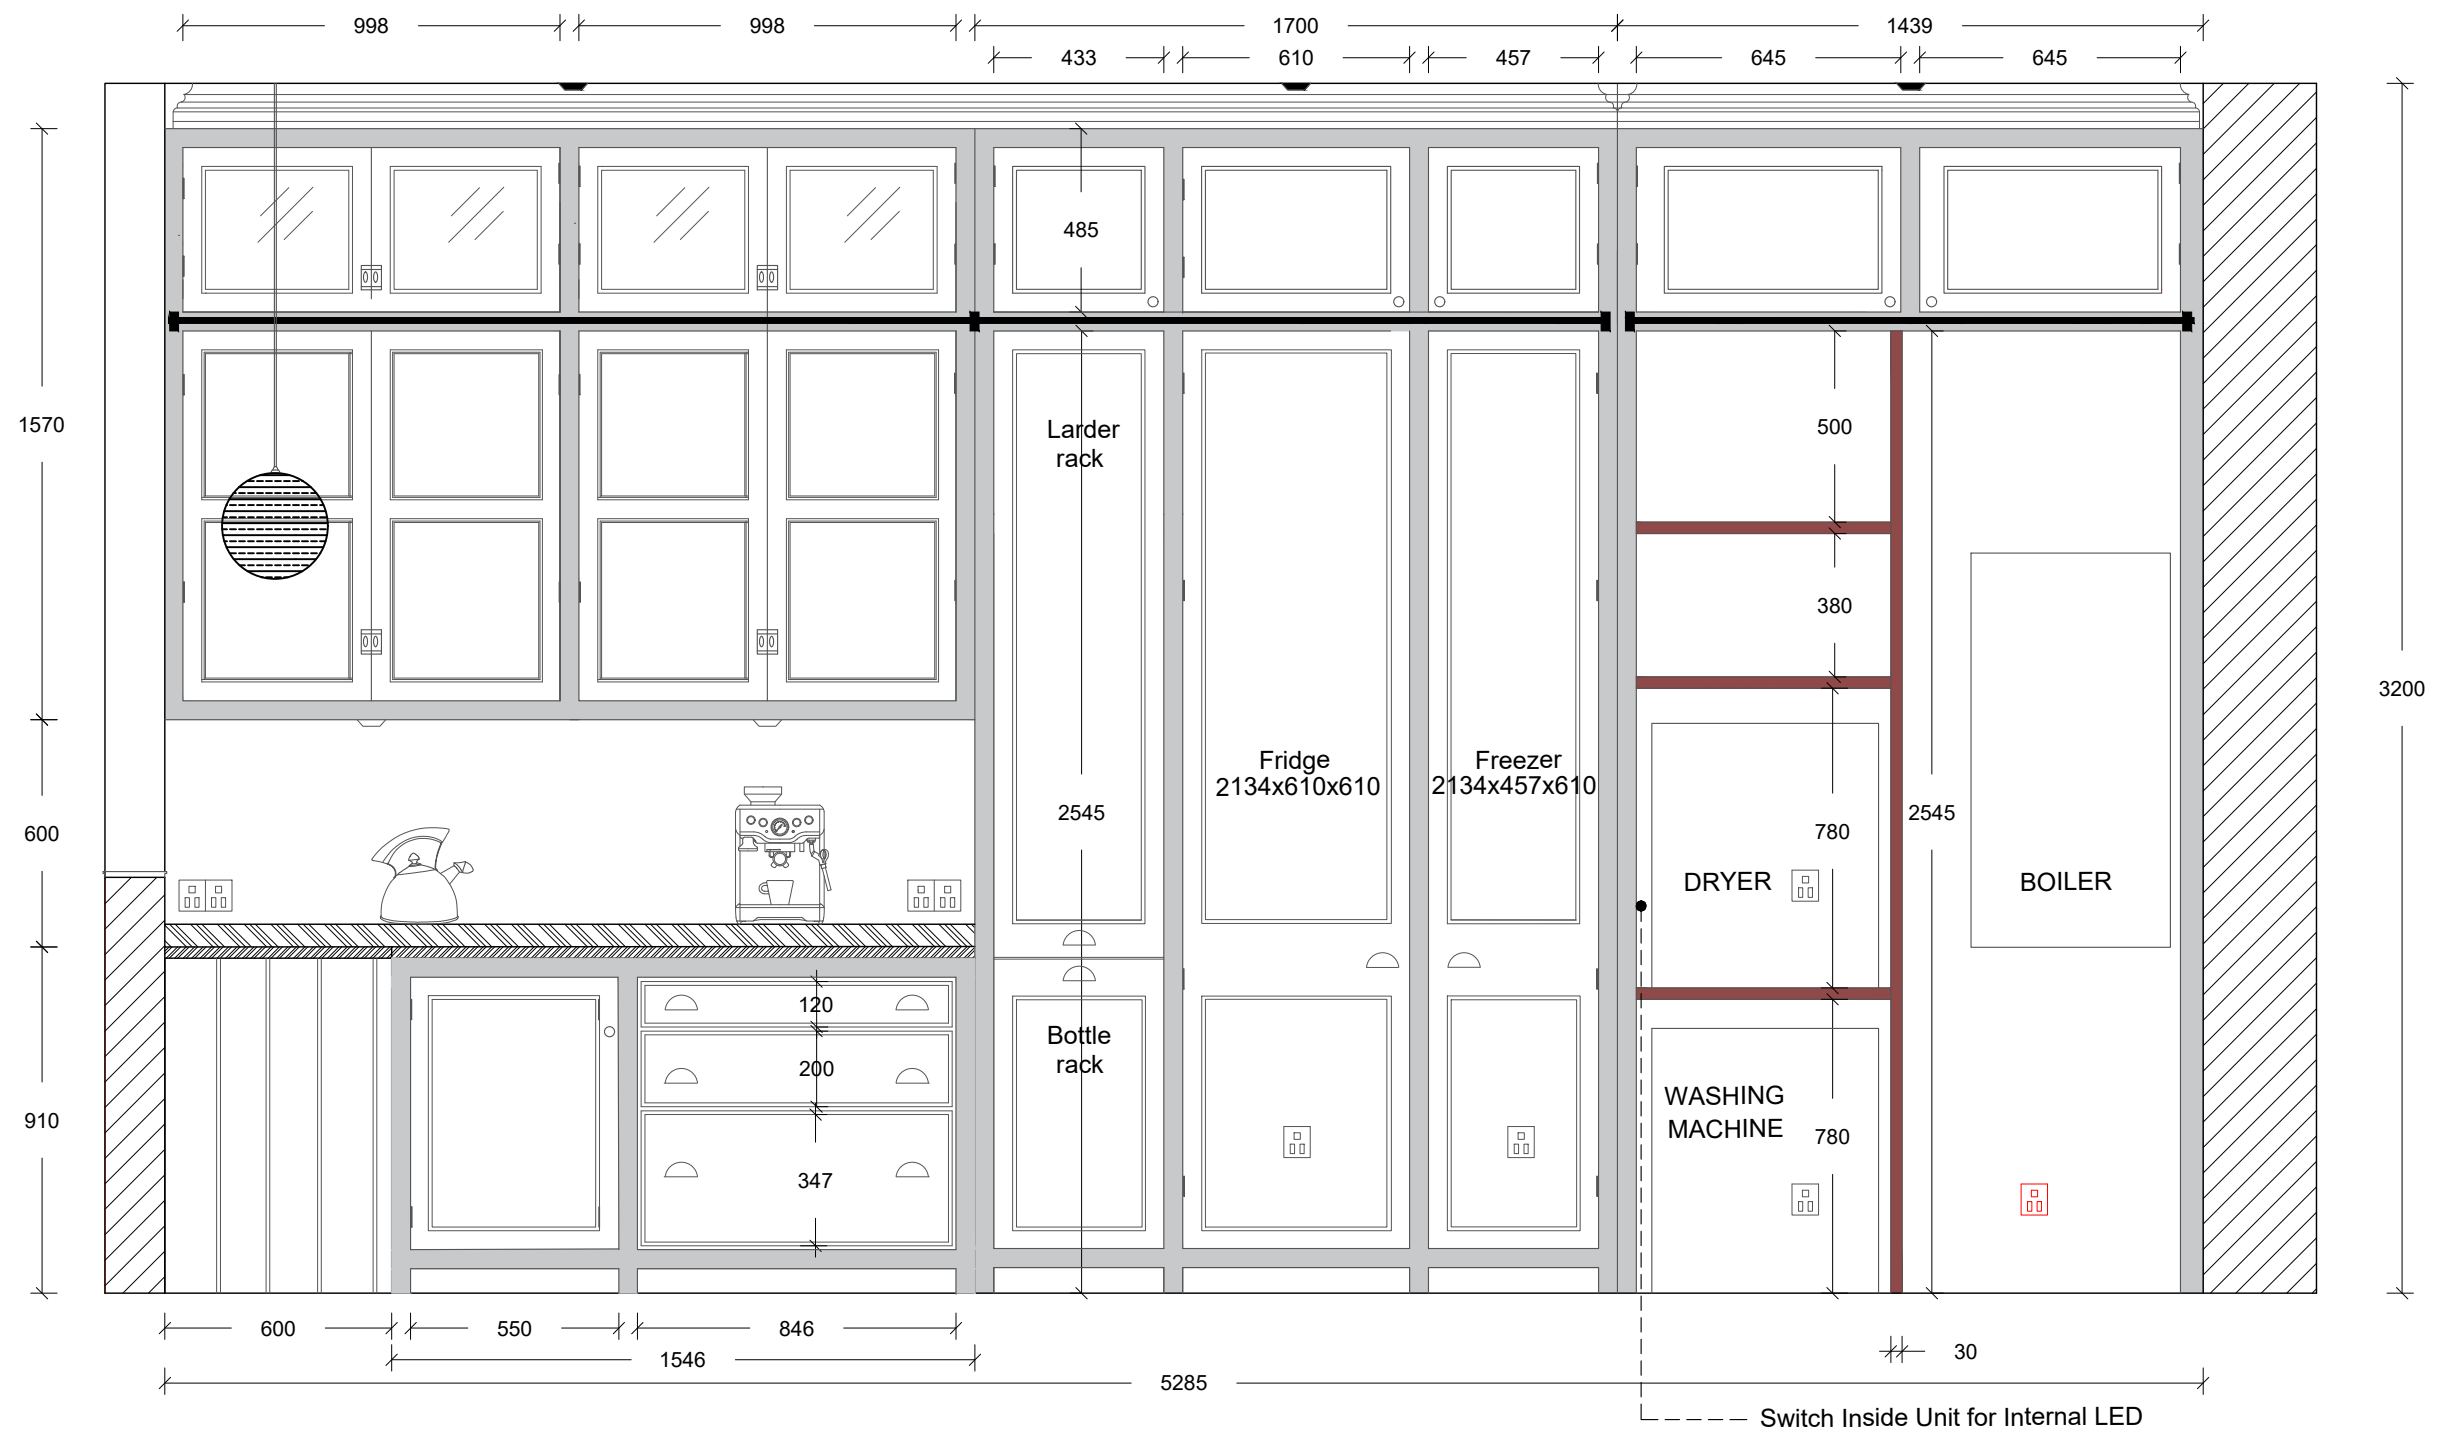 998
998
1700
1439
433
610
457
645
645
485
1570
500
Larder
rack
380
3200
Fridge
2134x610x610
Freezer
2134x457x610
2545
2545
600
780
DRYER
BOILER
120
Bottle
rack
200
WASHING
MACHINE
780
910
347
600
550
846
1546
30
5285
Switch Inside Unit for Internal LED